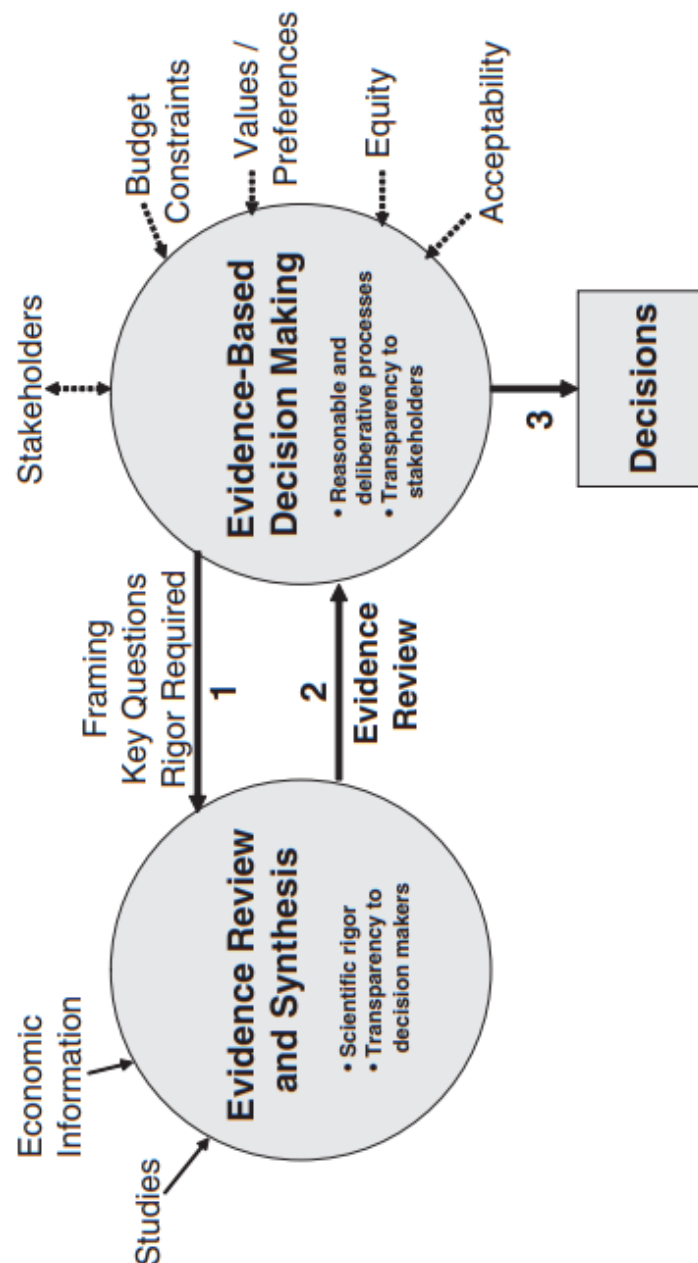 Studies
Economic
Information
Evidence Review
and Synthesis
• Scientific rigor
• Transparency to
decision makers
Framing
Key Questions
Rigor Required
1
2
Evidence
Review
Stakeholders
Evidence-Based
Decision Making
• Reasonable and
deliberative processes
• Transparency to
stakeholders
Budget
Constraints
Values /
Preferences
Equity
Acceptability
3
Decisions